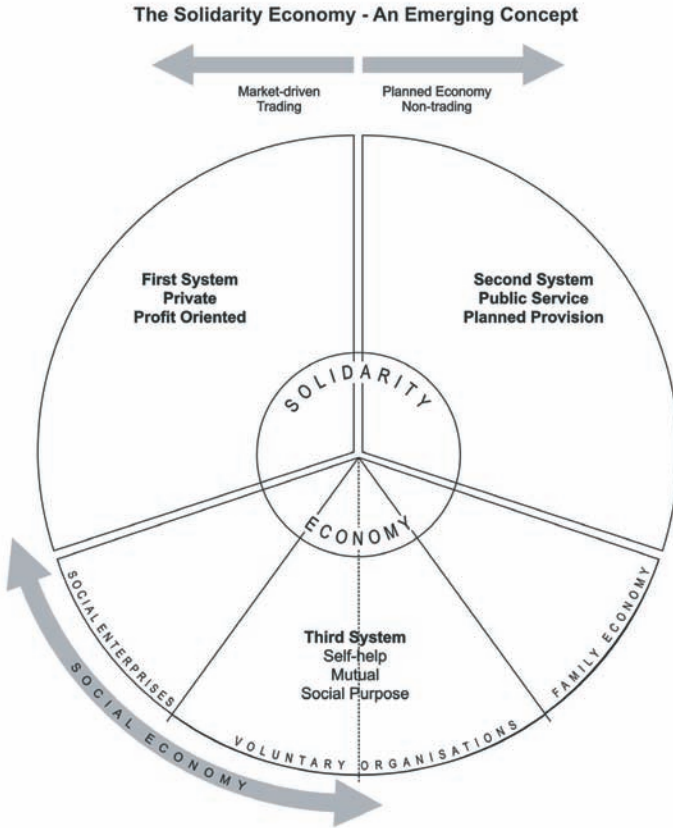 The Solidarity Economy - An Emerging Concept
Market-driven
Trading
Planned Economy
Non-trading
First System
Private
Profit Oriented
Second System
Public Service
Planned Provision
SOLIDARITY
ECONOMY
SOCIAL ENTERPRISES
FAMILY ECONOMY
Third System
Self-help
Mutual
Social Purpose
VOLUNTARY ORGANISATIONS
SOCIAL ECONOMY